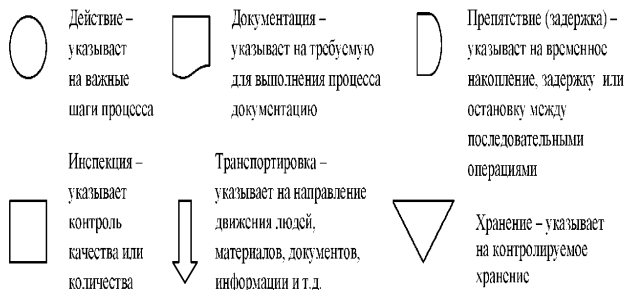 Действие –
указывает
на важные
шаги процесса
Документация –
указывает на требуемую
для выполнения процесса
документацию
Препятствие (задержка) –
указывает на временное
накопление, задержку или
остановку между
последовательными
операциями
Инспекция –
указывает
контроль
качества или
количества
Транспортировка –
указывает на направление
движения людей,
материалов, документов,
информации и т.д.
Хранение – указывает
на контролируемое
хранение